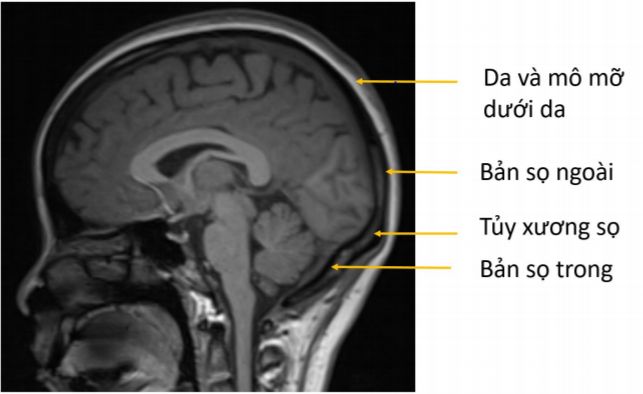 Da và mô mỡ
dưới da
Bản sọ ngoài
Tủy xương sọ
Bản sọ trong